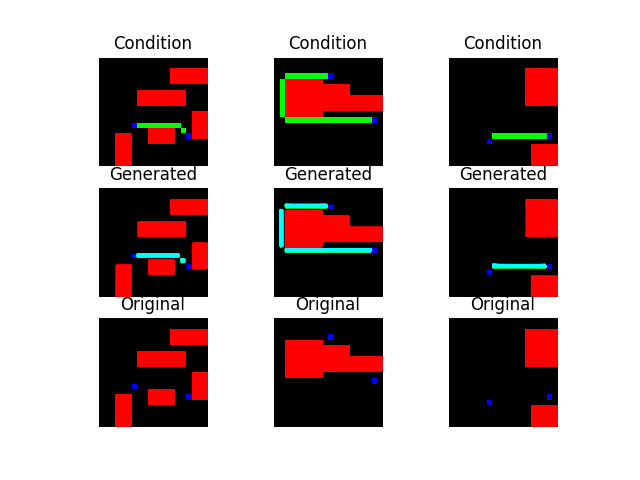 Condition Condition Condition
Generated Generated Generated
Original Original Original